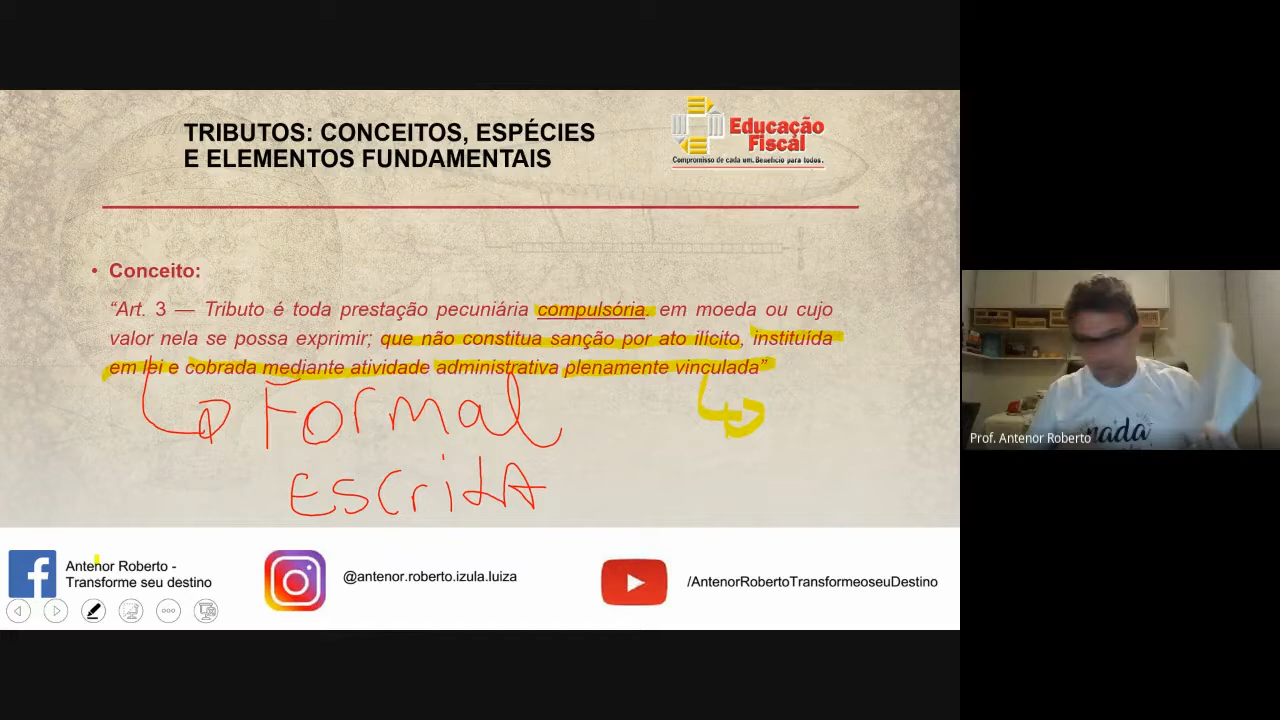 TRIBUTOS: CONCEITOS, ESPÉCIES
E ELEMENTOS FUNDAMENTAIS
Educação
Fiscal
Compromisso de cada um. Benefício para todos.
• Conceito:
“Art. 3 — Tributo é toda prestação pecuniária compulsória. em moeda ou cujo
valor nela se possa exprimir; que não constitua sanção por ato ilícito, instituída
em lei e cobrada mediante atividade administrativa plenamente vinculada”
Formal
Escrita
Antenor Roberto -
Transforme seu destino
@antenor.roberto.izula.luiza
/AntenorRobertoTransformeoseuDestino
nada
Prof. Antenor Roberto